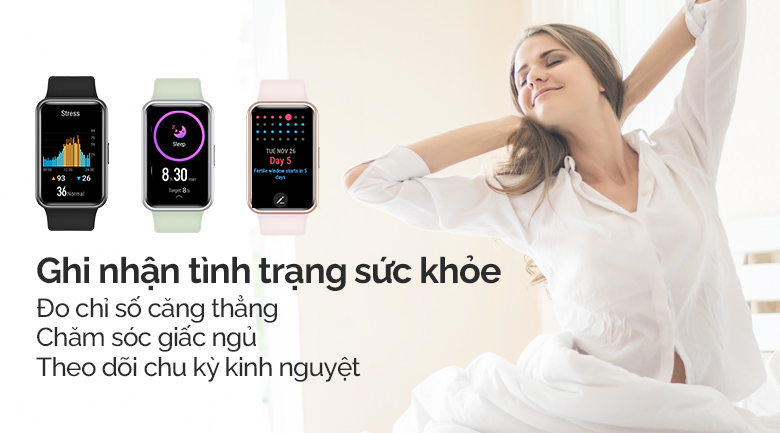 Stress
93 26
36 Normal
Sleep
8.30 min
Target 8h
TUE NOV 26
Day 5
Fertile window starts in 5
days
Ghi nhận tình trạng sức khỏe
Đo chỉ số căng thẳng
Chăm sóc giấc ngủ
Theo dõi chu kỳ kinh nguyệt